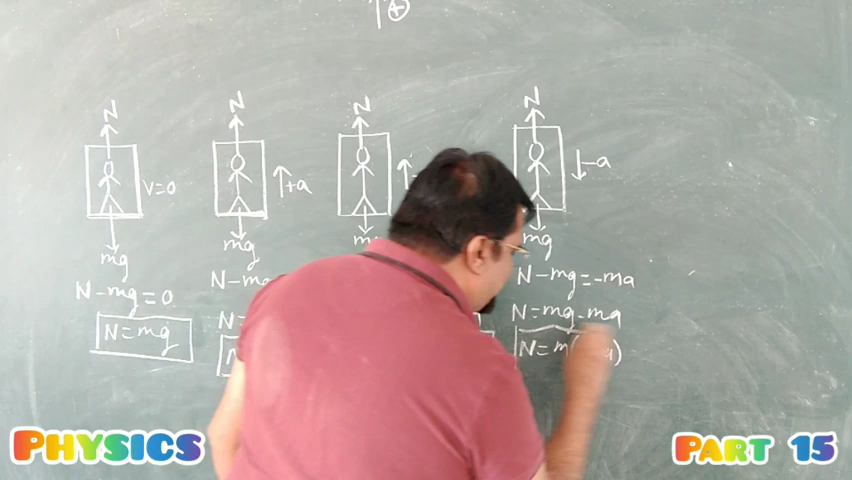 N
N
N
N
V=0
↑+a
↑
↓-a
mg
mg
mg
N-mg=0
N=mg
N-mg=-ma
N=mg-ma
PHYSICS
PART 15